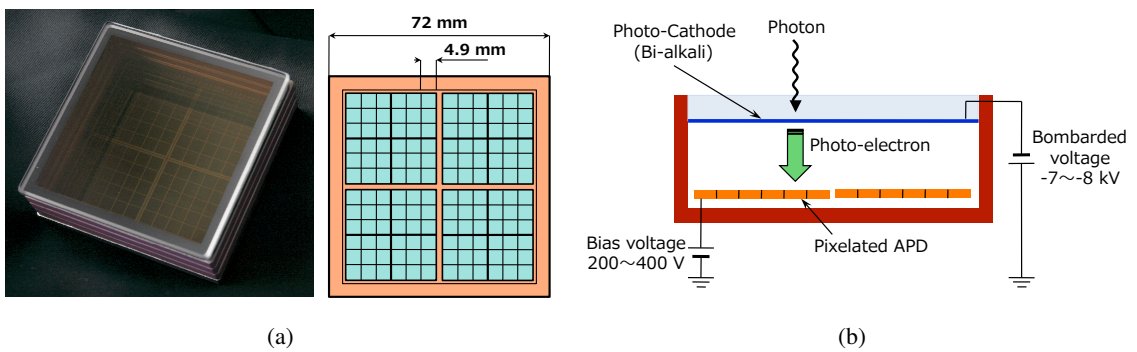 72 mm
4.9 mm
(a)
Photon
Photo-Cathode
(Bi-alkali)
Photo-electron
Bombarded
voltage
-7~-8 kV
Bias voltage
200~400 V
Pixelated APD
(b)